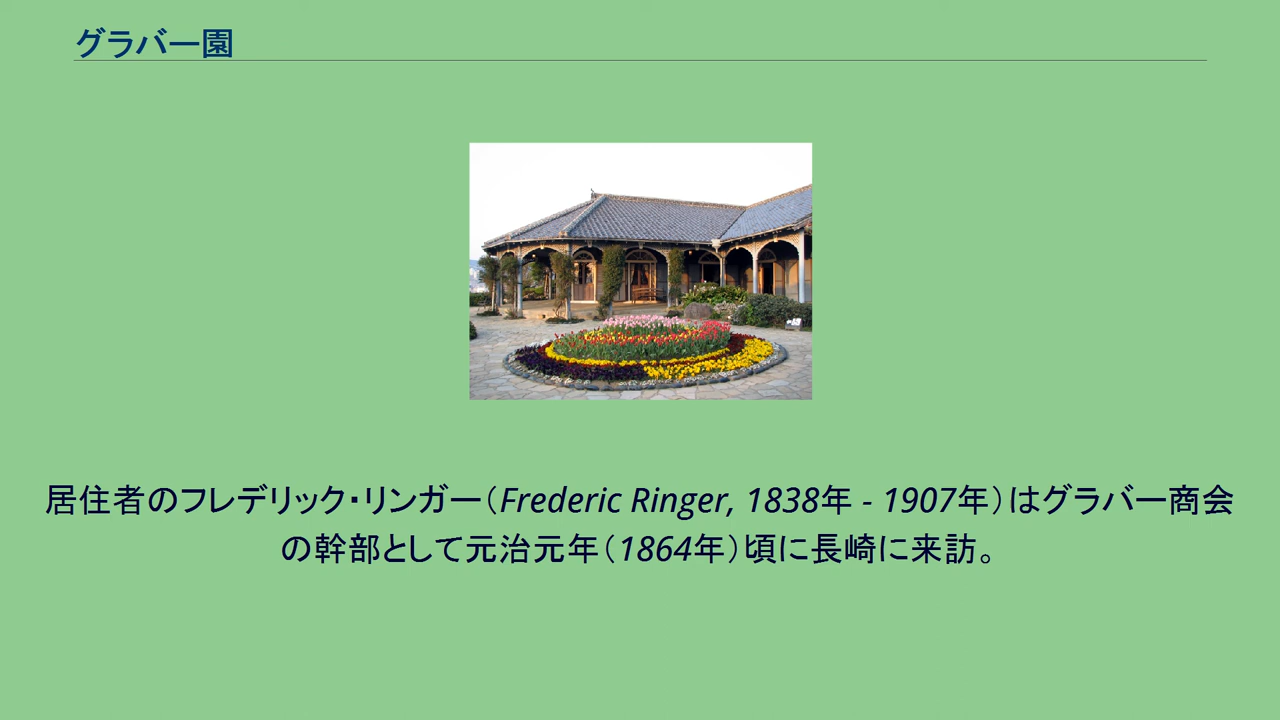 グラバー園
居住者のフレデリック・リンガー（Frederic Ringer, 1838年 - 1907年）はグラバー商会
の幹部として元治元年（1864年）頃に長崎に来訪。